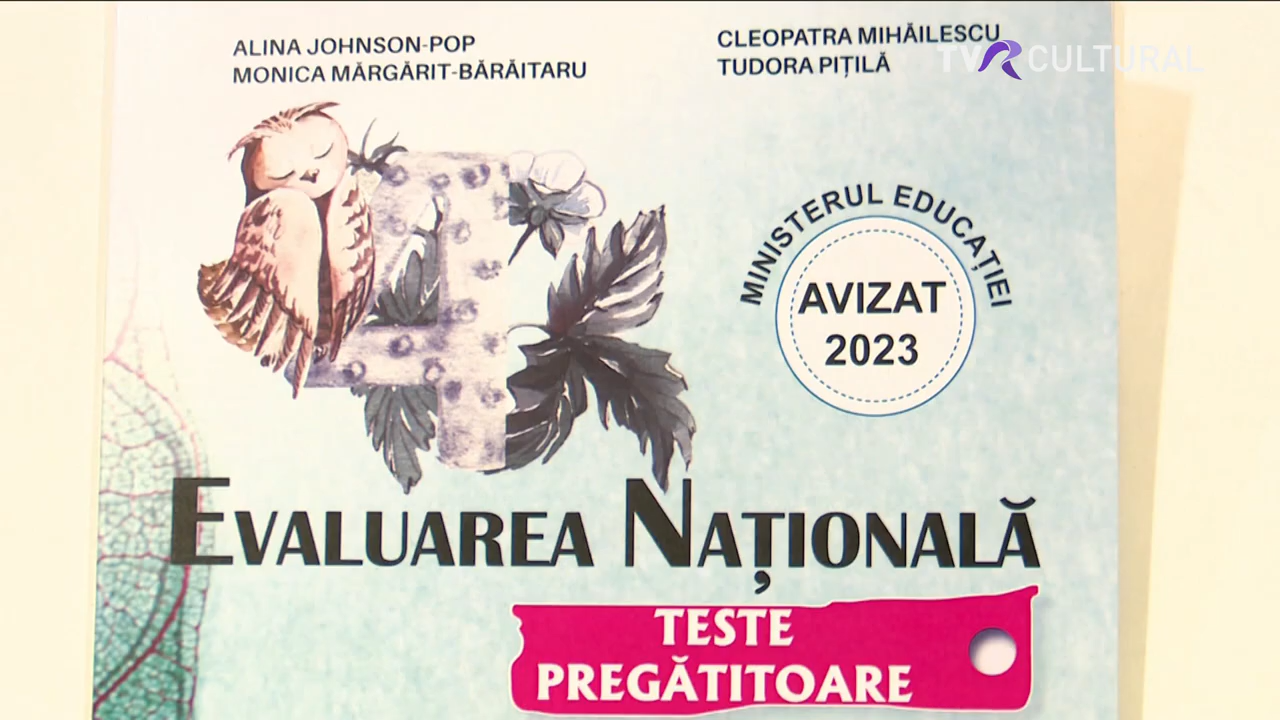 ALINA JOHNSON-POP
MONICA MĂRGĂRIT-BĂRĂITARU
CLEOPATRA MIHĂILESCU
TUDORA PIȚILĂ
TVR CULTURAL
4
MINISTERUL EDUCAȚIEI
AVIZAT
2023
EVALUAREA NAȚIONALĂ
TESTE
PREGĂTITOARE